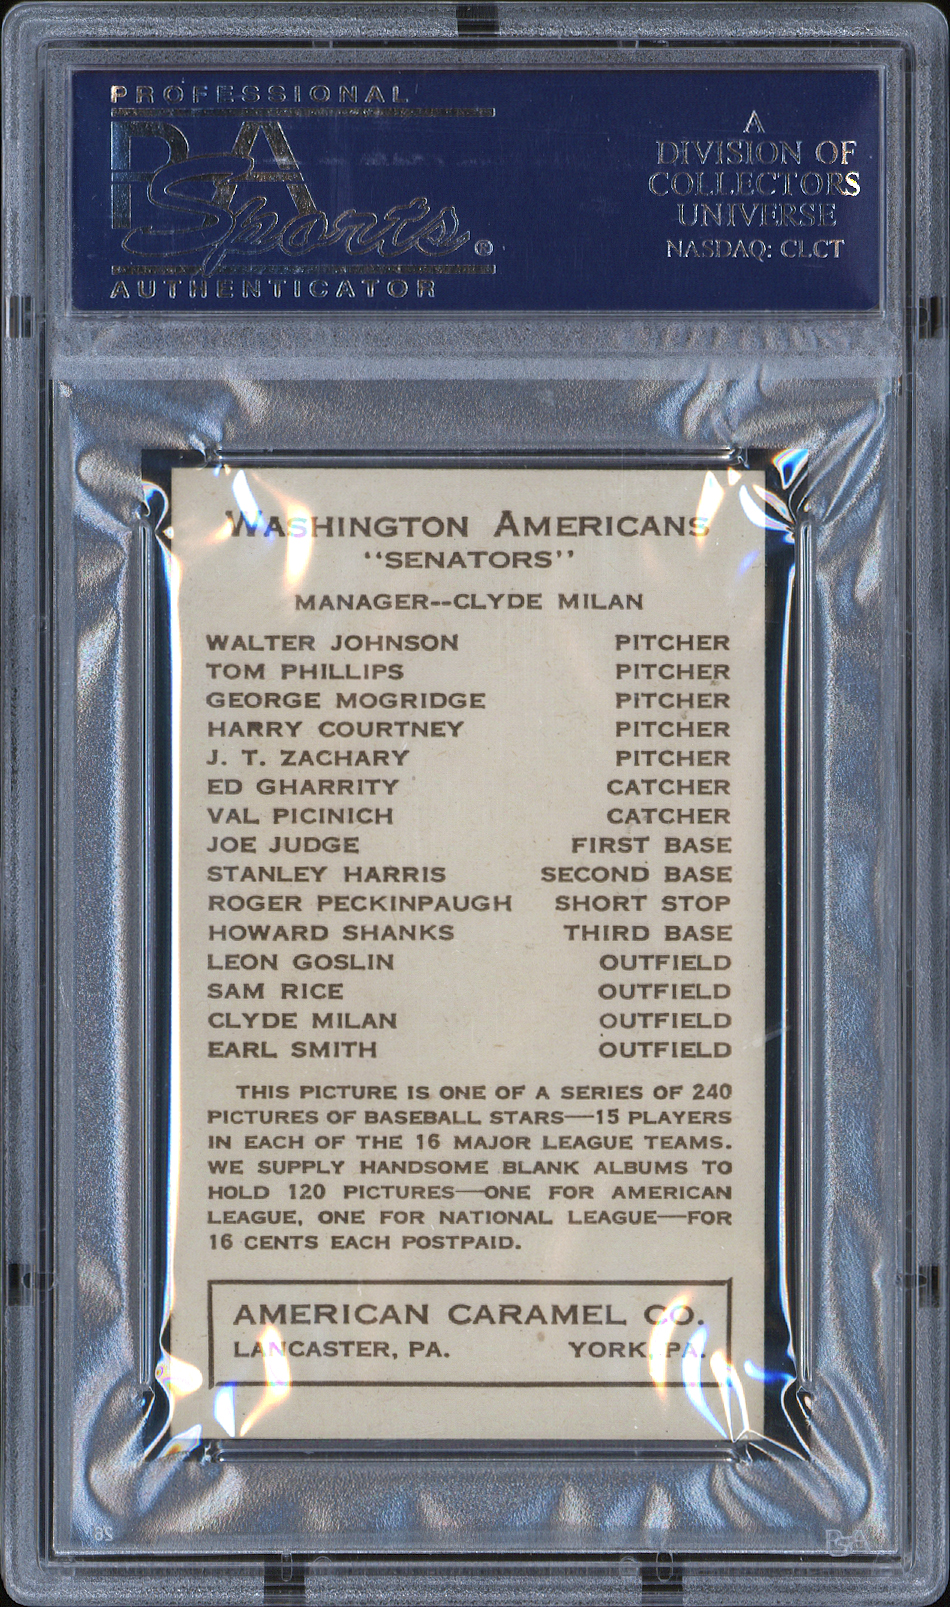 PROFESSIONAL
PSA
Sports®
AUTHENTICATOR
A
DIVISION OF
COLLECTORS
UNIVERSE
NASDAQ: CLCT
WASHINGTON AMERICANS
"SENATORS"
MANAGER--CLYDE MILAN
WALTER JOHNSON PITCHER
TOM PHILLIPS PITCHER
GEORGE MOGRIDGE PITCHER
HARRY COURTNEY PITCHER
J. T. ZACHARY PITCHER
ED GHARRITY CATCHER
VAL PICINICH CATCHER
JOE JUDGE FIRST BASE
STANLEY HARRIS SECOND BASE
ROGER PECKINPAUGH SHORT STOP
HOWARD SHANKS THIRD BASE
LEON GOSLIN OUTFIELD
SAM RICE OUTFIELD
CLYDE MILAN OUTFIELD
EARL SMITH OUTFIELD
THIS PICTURE IS ONE OF A SERIES OF 240
PICTURES OF BASEBALL STARS—15 PLAYERS
IN EACH OF THE 16 MAJOR LEAGUE TEAMS.
WE SUPPLY HANDSOME BLANK ALBUMS TO
HOLD 120 PICTURES—ONE FOR AMERICAN
LEAGUE, ONE FOR NATIONAL LEAGUE—FOR
16 CENTS EACH POSTPAID.
AMERICAN CARAMEL CO.
LANCASTER, PA. YORK, PA.
PSA